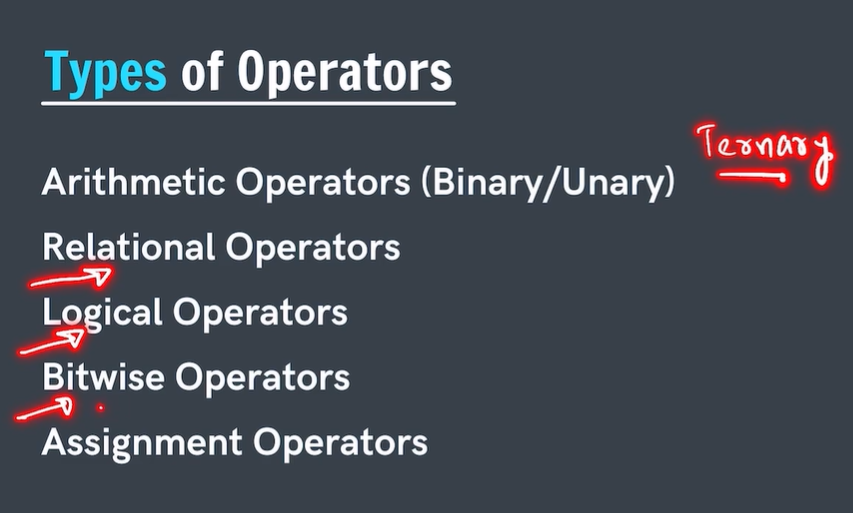 Types of Operators
Ternary
Arithmetic Operators (Binary/Unary)
Relational Operators
Logical Operators
Bitwise Operators
Assignment Operators